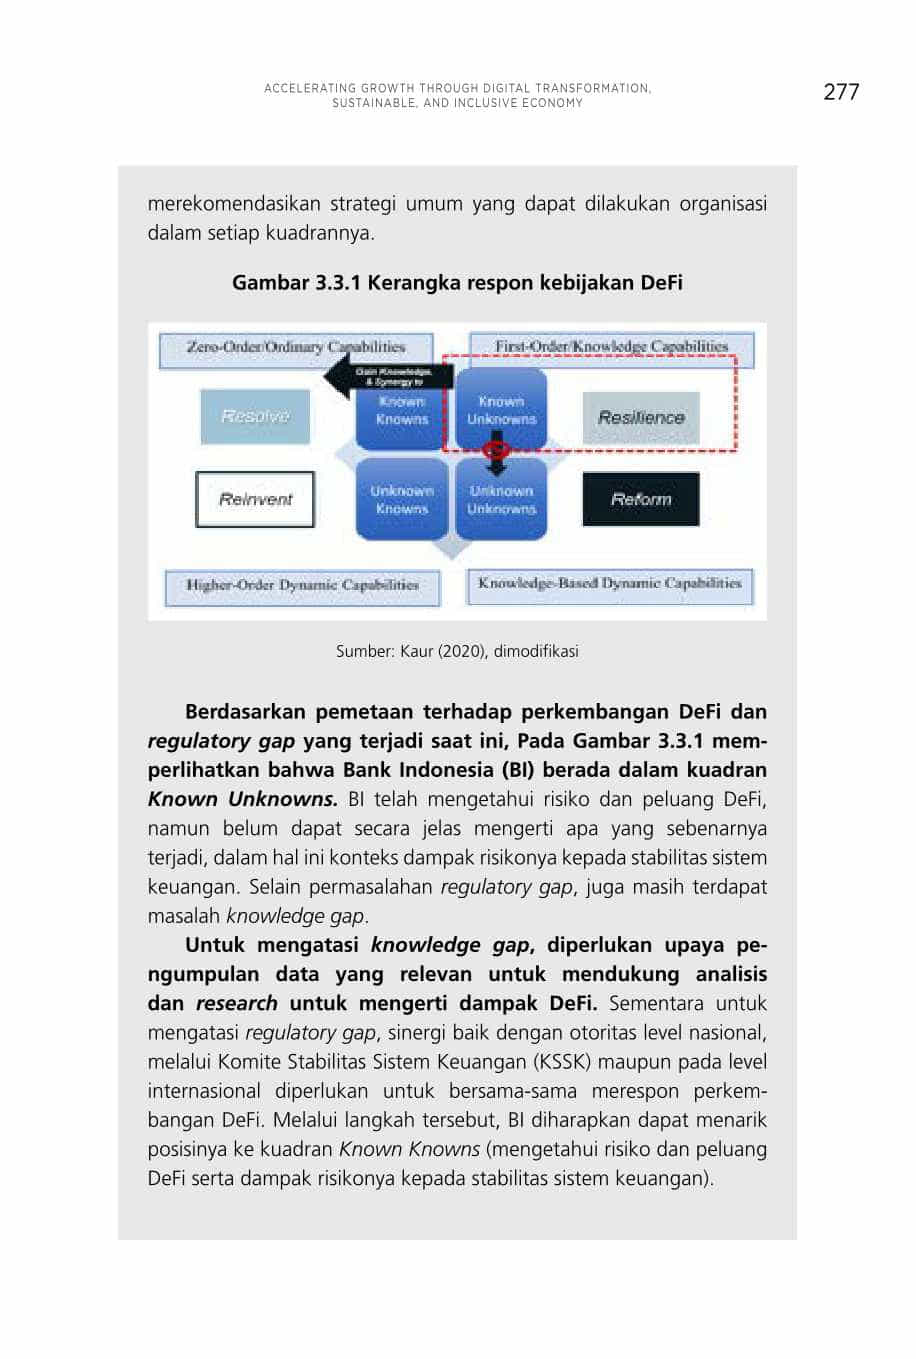 ACCELERATING GROWTH THROUGH DIGITAL TRANSFORMATION,
SUSTAINABLE, AND INCLUSIVE ECONOMY
277
merekomendasikan strategi umum yang dapat dilakukan organisasi
dalam setiap kuadrannya.
Gambar 3.3.1 Kerangka respon kebijakan DeFi
Zero-Order/Ordinary Capabilities
First-Order/Knowledge Capabilities
Gain Knowledge,
& Synergy to
Resolve
Known
Knowns
Known
Unknowns
Resilience
Reinvent
Unknown
Knowns
Unknown
Unknowns
Reform
Higher-Order Dynamic Capabilities
Knowledge-Based Dynamic Capabilities
Sumber: Kaur (2020), dimodifikasi
Berdasarkan pemetaan terhadap perkembangan DeFi dan
regulatory gap yang terjadi saat ini, Pada Gambar 3.3.1 mem-
perlihatkan bahwa Bank Indonesia (BI) berada dalam kuadran
Known Unknowns. BI telah mengetahui risiko dan peluang DeFi,
namun belum dapat secara jelas mengerti apa yang sebenarnya
terjadi, dalam hal ini konteks dampak risikonya kepada stabilitas sistem
keuangan. Selain permasalahan regulatory gap, juga masih terdapat
masalah knowledge gap.
Untuk mengatasi knowledge gap, diperlukan upaya pe-
ngumpulan data yang relevan untuk mendukung analisis
dan research untuk mengerti dampak DeFi. Sementara untuk
mengatasi regulatory gap, sinergi baik dengan otoritas level nasional,
melalui Komite Stabilitas Sistem Keuangan (KSSK) maupun pada level
internasional diperlukan untuk bersama-sama merespon perkem-
bangan DeFi. Melalui langkah tersebut, BI diharapkan dapat menarik
posisinya ke kuadran Known Knowns (mengetahui risiko dan peluang
DeFi serta dampak risikonya kepada stabilitas sistem keuangan).